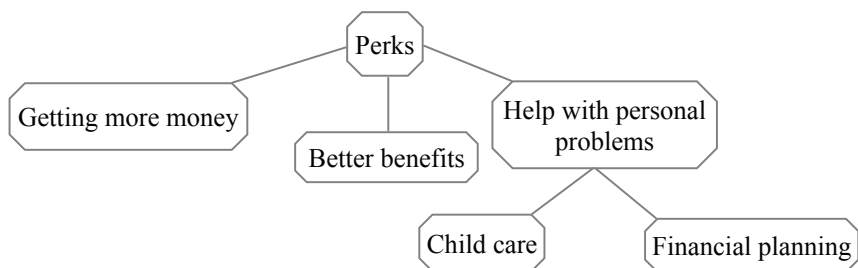 Perks
Getting more money
Better benefits
Help with personal
problems
Child care
Financial planning